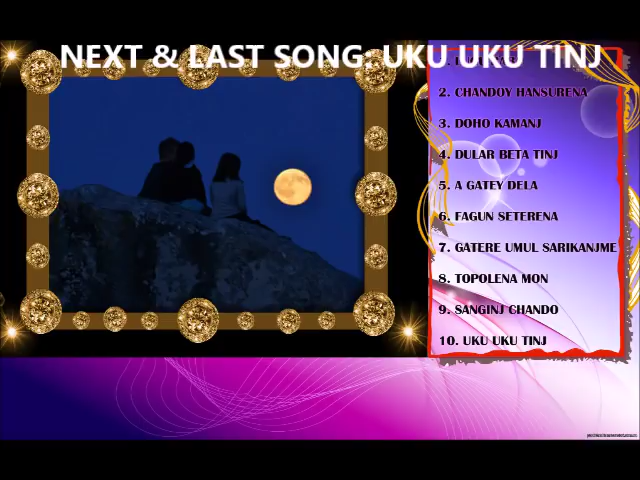 NEXT & LAST SONG: UKU UKU TINJ
2. CHANDOY HANSURENA
3. DOHO KAMANJ
4. DULAR BETA TINJ
5. A GATEY DELA
6. FAGUN SETERENA
7. GATERE UMUL SARIKANJME
8. TOPOLENA MON
9. SANGINJ CHANDO
10. UKU UKU TINJ